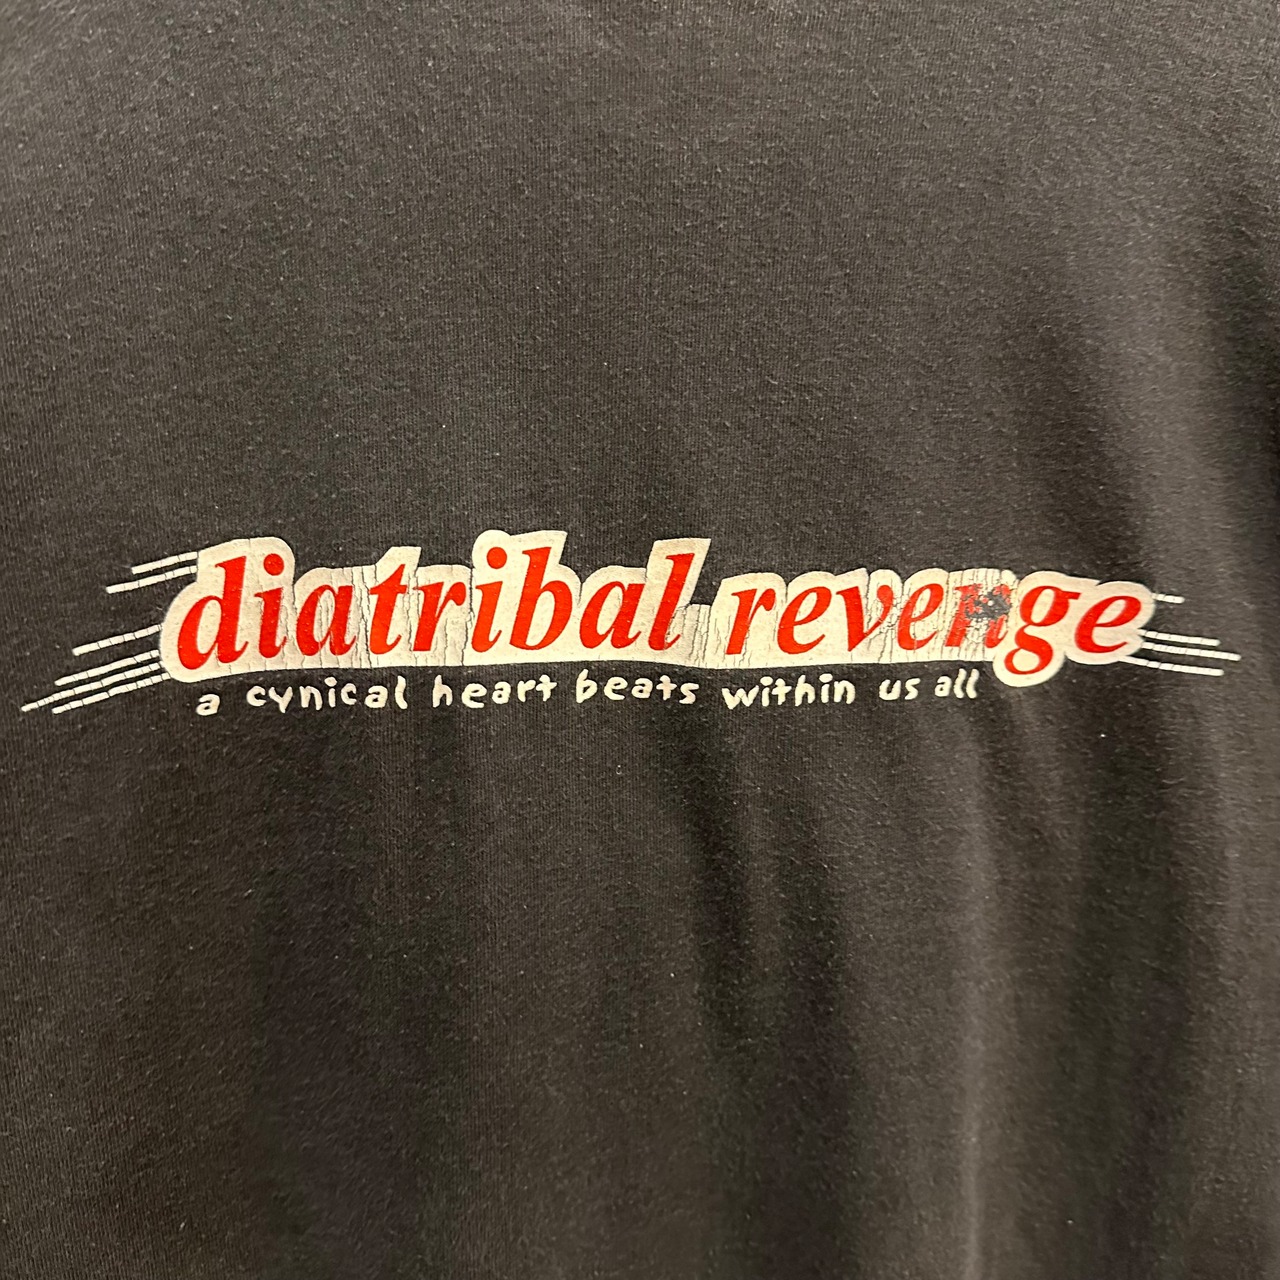 diatribal revenge
a cynical heart beats within us all